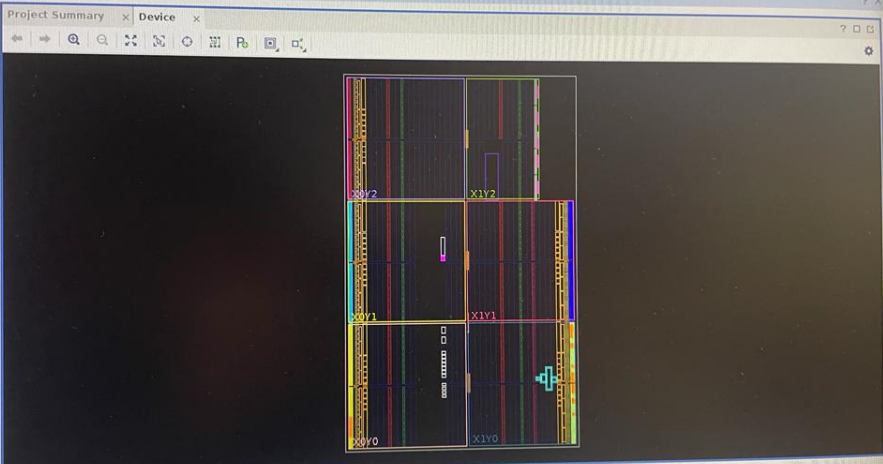 Project Summary × Device ×
X0Y2 X1Y2
X0Y1 X1Y1
X0Y0 X1Y0